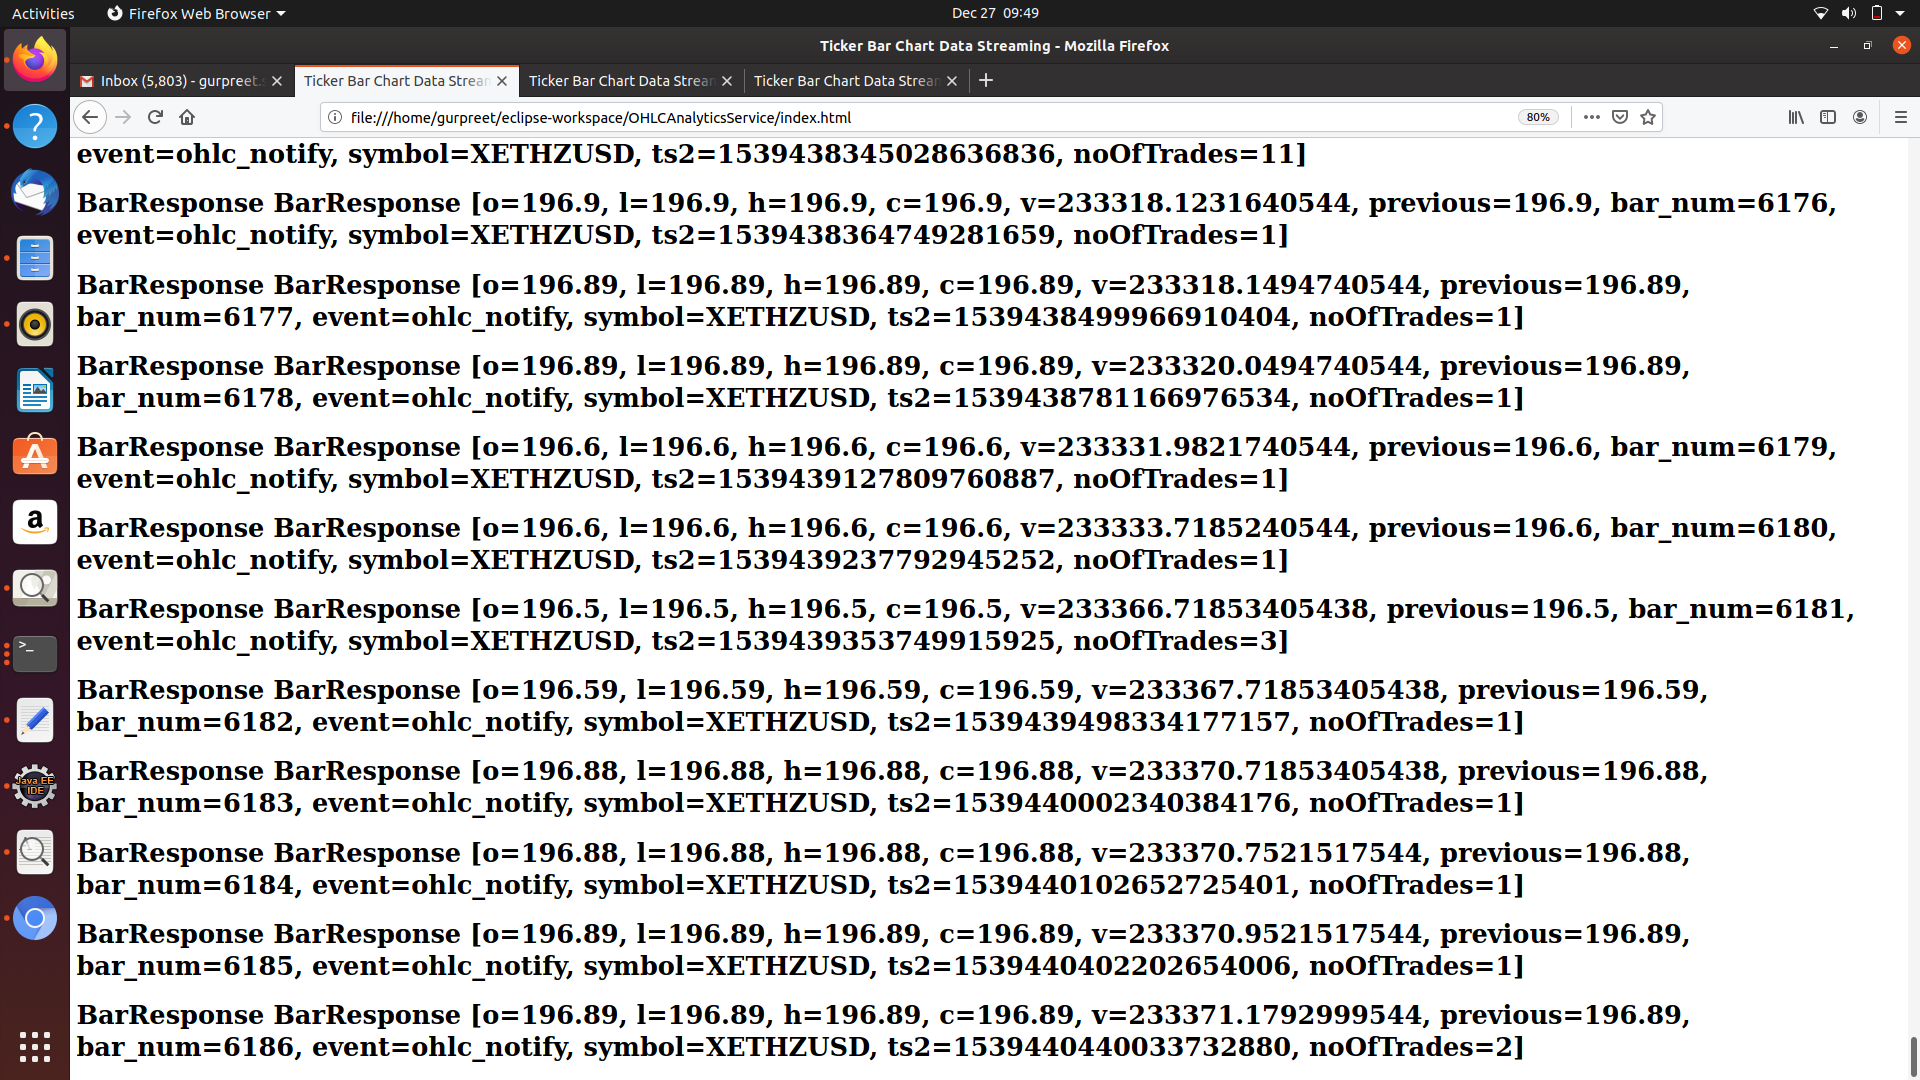 Activities
Firefox Web Browser
Dec 27 09:49
Ticker Bar Chart Data Streaming - Mozilla Firefox
Inbox (5,803) - gurpreet.
Ticker Bar Chart Data Strea
Ticker Bar Chart Data Strea
Ticker Bar Chart Data Strea
file:///home/gurpreet/eclipse-workspace/OHLCAnalyticsService/index.html
80%
event=ohlc_notify, symbol=XETHZUSD, ts2=1539438345028636836, noOfTrades=11]
BarResponse BarResponse [o=196.9, l=196.9, h=196.9, c=196.9, v=233318.1231640544, previous=196.9, bar_num=6176,
event=ohlc_notify, symbol=XETHZUSD, ts2=1539438364749281659, noOfTrades=1]
BarResponse BarResponse [o=196.89, l=196.89, h=196.89, c=196.89, v=233318.1494740544, previous=196.89,
bar_num=6177, event=ohlc_notify, symbol=XETHZUSD, ts2=1539438499966910404, noOfTrades=1]
BarResponse BarResponse [o=196.89, l=196.89, h=196.89, c=196.89, v=233320.0494740544, previous=196.89,
bar_num=6178, event=ohlc_notify, symbol=XETHZUSD, ts2=1539438781166976534, noOfTrades=1]
BarResponse BarResponse [o=196.6, l=196.6, h=196.6, c=196.6, v=233331.9821740544, previous=196.6, bar_num=6179,
event=ohlc_notify, symbol=XETHZUSD, ts2=1539439127809760887, noOfTrades=1]
BarResponse BarResponse [o=196.6, l=196.6, h=196.6, c=196.6, v=233333.7185240544, previous=196.6, bar_num=6180,
event=ohlc_notify, symbol=XETHZUSD, ts2=1539439237792945252, noOfTrades=1]
BarResponse BarResponse [o=196.5, l=196.5, h=196.5, c=196.5, v=233366.71853405438, previous=196.5, bar_num=6181,
event=ohlc_notify, symbol=XETHZUSD, ts2=1539439353749915925, noOfTrades=3]
BarResponse BarResponse [o=196.59, l=196.59, h=196.59, c=196.59, v=233367.71853405438, previous=196.59,
bar_num=6182, event=ohlc_notify, symbol=XETHZUSD, ts2=1539439498334177157, noOfTrades=1]
BarResponse BarResponse [o=196.88, l=196.88, h=196.88, c=196.88, v=233370.71853405438, previous=196.88,
bar_num=6183, event=ohlc_notify, symbol=XETHZUSD, ts2=1539440002340384176, noOfTrades=1]
BarResponse BarResponse [o=196.88, l=196.88, h=196.88, c=196.88, v=233370.7521517544, previous=196.88,
bar_num=6184, event=ohlc_notify, symbol=XETHZUSD, ts2=1539440102652725401, noOfTrades=1]
BarResponse BarResponse [o=196.89, l=196.89, h=196.89, c=196.89, v=233370.9521517544, previous=196.89,
bar_num=6185, event=ohlc_notify, symbol=XETHZUSD, ts2=1539440402202654006, noOfTrades=1]
BarResponse BarResponse [o=196.89, l=196.89, h=196.89, c=196.89, v=233371.1792999544, previous=196.89,
bar_num=6186, event=ohlc_notify, symbol=XETHZUSD, ts2=1539440440033732880, noOfTrades=2]
Java EE
IDE